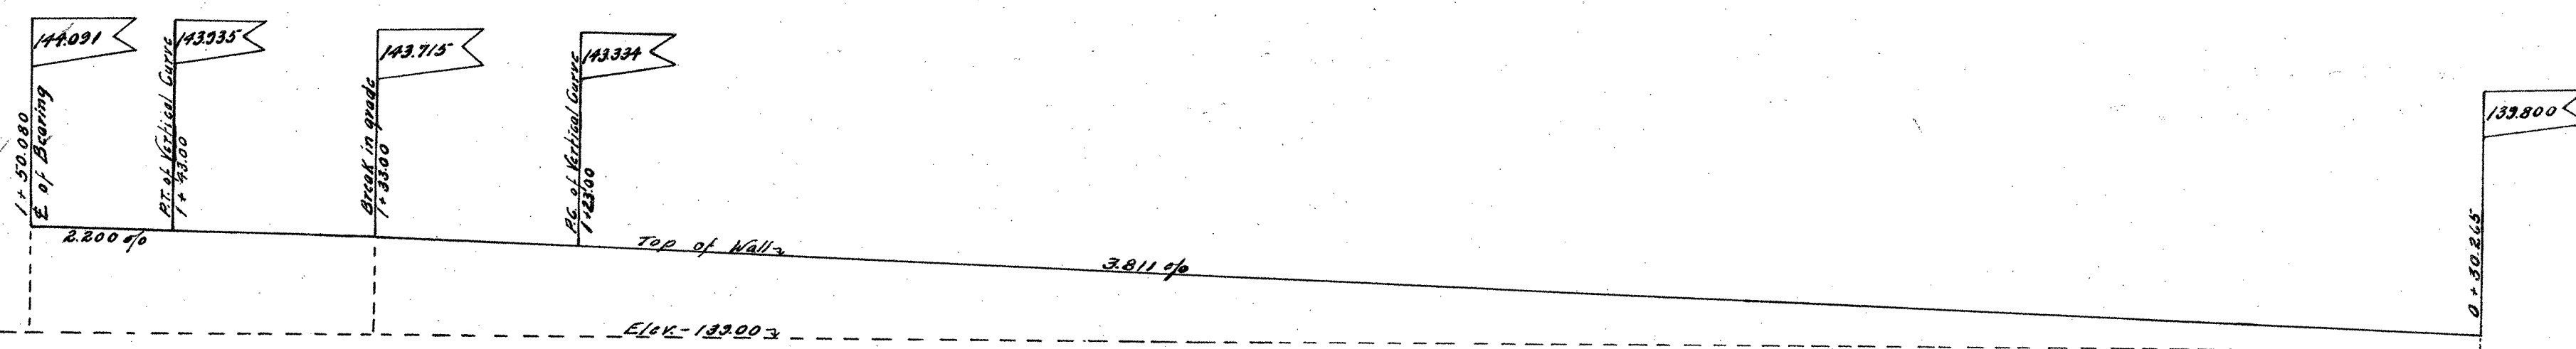 144.091
1 + 50.080
℄ of Bearing
143.935
P.T. of Vertical Curve
1 + 43.00
143.715
Break in grade
1 + 33.00
143.334
P.C. of Vertical Curve
1+23.00
139.800
0 + 30.265
2.200 o/o
Top of Wall
3.811 o/o
Elev. - 139.00